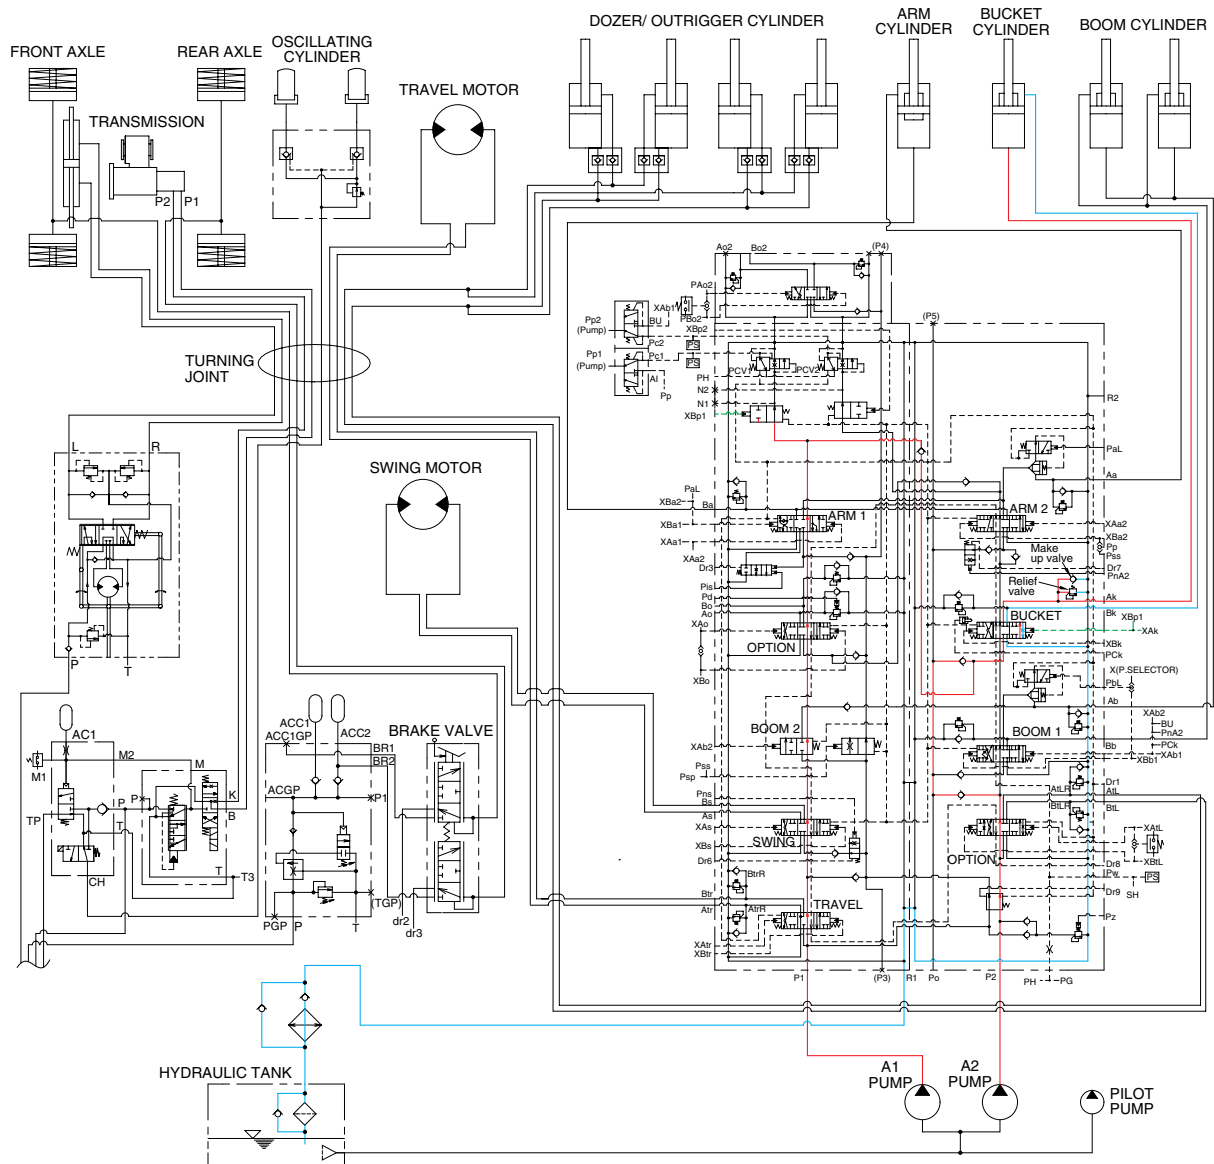 DOZER/ OUTRIGGER CYLINDER
ARM
CYLINDER
BUCKET
CYLINDER
BOOM CYLINDER
FRONT AXLE
REAR AXLE
OSCILLATING
CYLINDER
TRAVEL MOTOR
TRANSMISSION
P2
P1
TURNING
JOINT
SWING MOTOR
L
R
P
T
Ao2
Bo2
(P4)
PAo2
XAb1
PBo2
BU
XBp2
Pp2
(Pump)
Pc2
PS
Pp1
(Pump)
Pc1
PS
AI
Pp
(P5)
PCV1
PCV2
PH
N2
N1
XBp1
R2
PaL
Aa
PaL
XBa2
Ba
XBa1
XAa1
XAa2
ARM 1
ARM 2
XAa2
XBa2
Pp
Pss
Dr7
PnA2
Make
up valve
Relief
valve
Ak
Bk
XBp1
XAk
BUCKET
XBk
PCk
Dr3
Pis
Pd
Bo
Ao
XAo
OPTION
XBo
X(P.SELECTOR)
PbL
Ab
XAb2
BU
PnA2
PCk
XAb1
Bb
XBb1
BOOM 2
BOOM 1
XAb2
Pss
Psp
Pns
Bs
As
XAs
SWING
XBs
Dr6
Dr1
AtLR
AtL
BtLR
BtL
XAtL
OPTION
XBtL
Dr8
Pw
PS
Dr9
SH
Pz
BtrR
Btr
AtrR
Atr
TRAVEL
XAtr
XBtr
P1
(P3)
R1
Po
P2
PH
PG
AC1
M1
M2
M
P
P
K
B
TP
T
T
T3
CH
ACC1
ACC1GP
ACC2
BR1
BR2
ACGP
P1
(TGP)
PGP
P
T
BRAKE VALVE
dr2
dr3
HYDRAULIC TANK
A1
PUMP
A2
PUMP
PILOT
PUMP